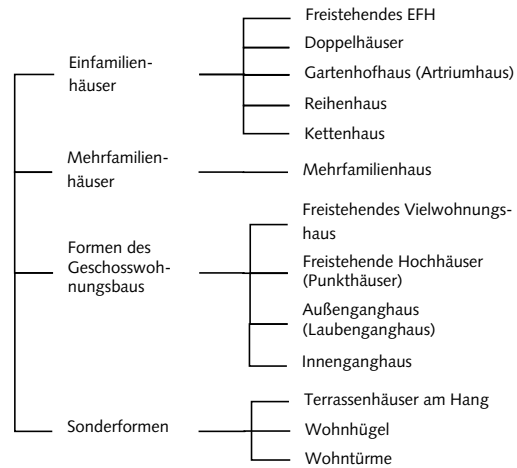 Einfamilien-
häuser
Freistehendes EFH
Doppelhäuser
Gartenhofhaus (Artriumhaus)
Reihenhaus
Kettenhaus
Mehrfamilien-
häuser
Mehrfamilienhaus
Formen des
Geschosswoh-
nungsbaus
Freistehendes Vielwohnungs-
haus
Freistehende Hochhäuser
(Punkthäuser)
Außenganghaus
(Laubenganghaus)
Innenganghaus
Sonderformen
Terrassenhäuser am Hang
Wohnhügel
Wohntürme